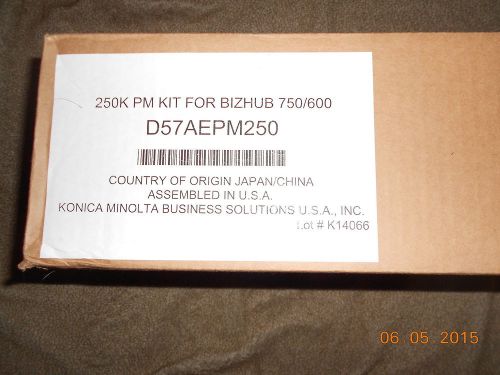 250K PM KIT FOR BIZHUB 750/600
D57AEPM250
COUNTRY OF ORIGIN JAPAN/CHINA
ASSEMBLED IN U.S.A.
KONICA MINOLTA BUSINESS SOLUTIONS U.S.A., INC.
Lot # K14066
06.05.2015